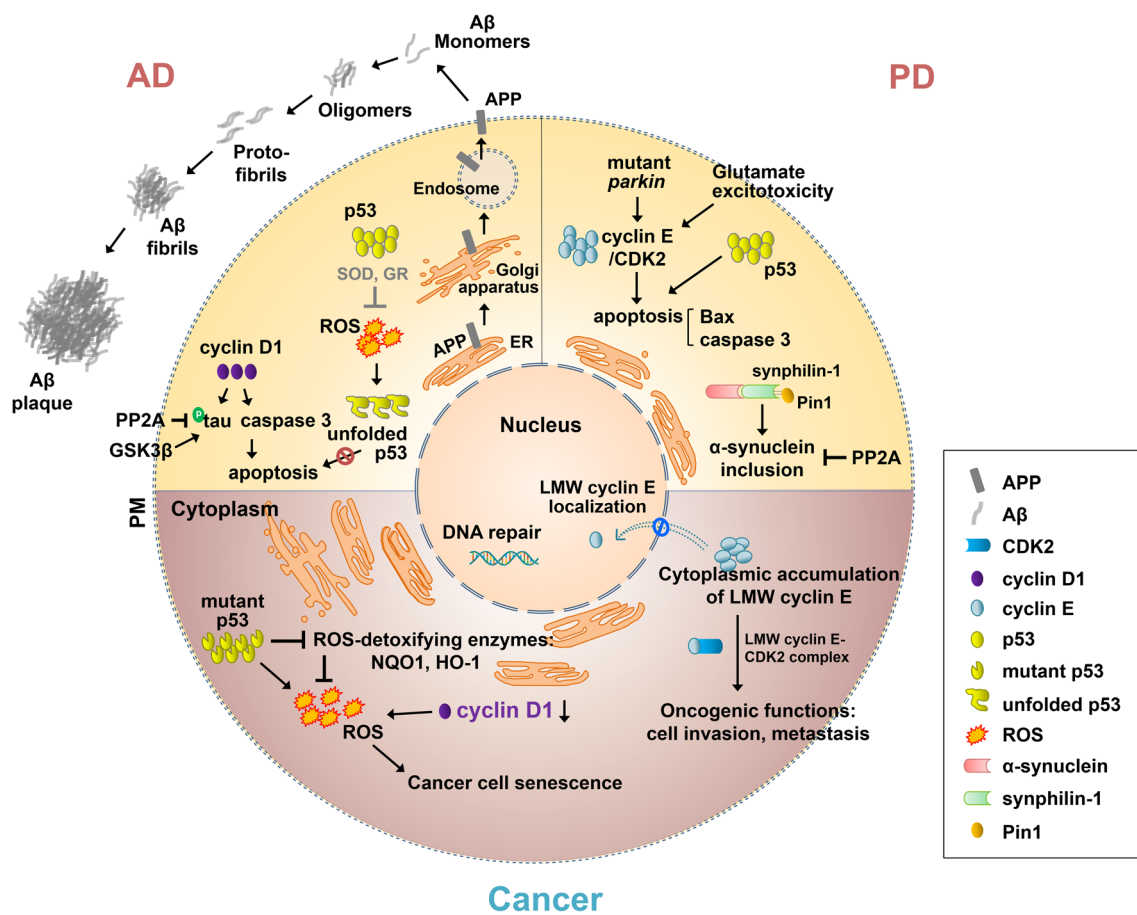 AD
PD
Aβ
Monomers
Oligomers
Proto-
fibrils
Aβ
fibrils
Aβ
plaque
APP
Endosome
Golgi
apparatus
APP
ER
p53
SOD, GR
ROS
unfolded
p53
cyclin D1
PP2A
p
tau
caspase 3
GSK3β
apoptosis
mutant
parkin
Glutamate
excitotoxicity
cyclin E
/CDK2
p53
apoptosis
Bax
caspase 3
synphilin-1
Pin1
α-synuclein
inclusion
PP2A
Nucleus
LMW cyclin E
localization
DNA repair
PM
Cytoplasm
mutant
p53
ROS-detoxifying enzymes:
NQO1, HO-1
ROS
cyclin D1
Cancer cell senescence
Cytoplasmic accumulation
of LMW cyclin E
LMW cyclin E-
CDK2 complex
Oncogenic functions:
cell invasion, metastasis
Cancer
APP
Aβ
CDK2
cyclin D1
cyclin E
p53
mutant p53
unfolded p53
ROS
α-synuclein
synphilin-1
Pin1